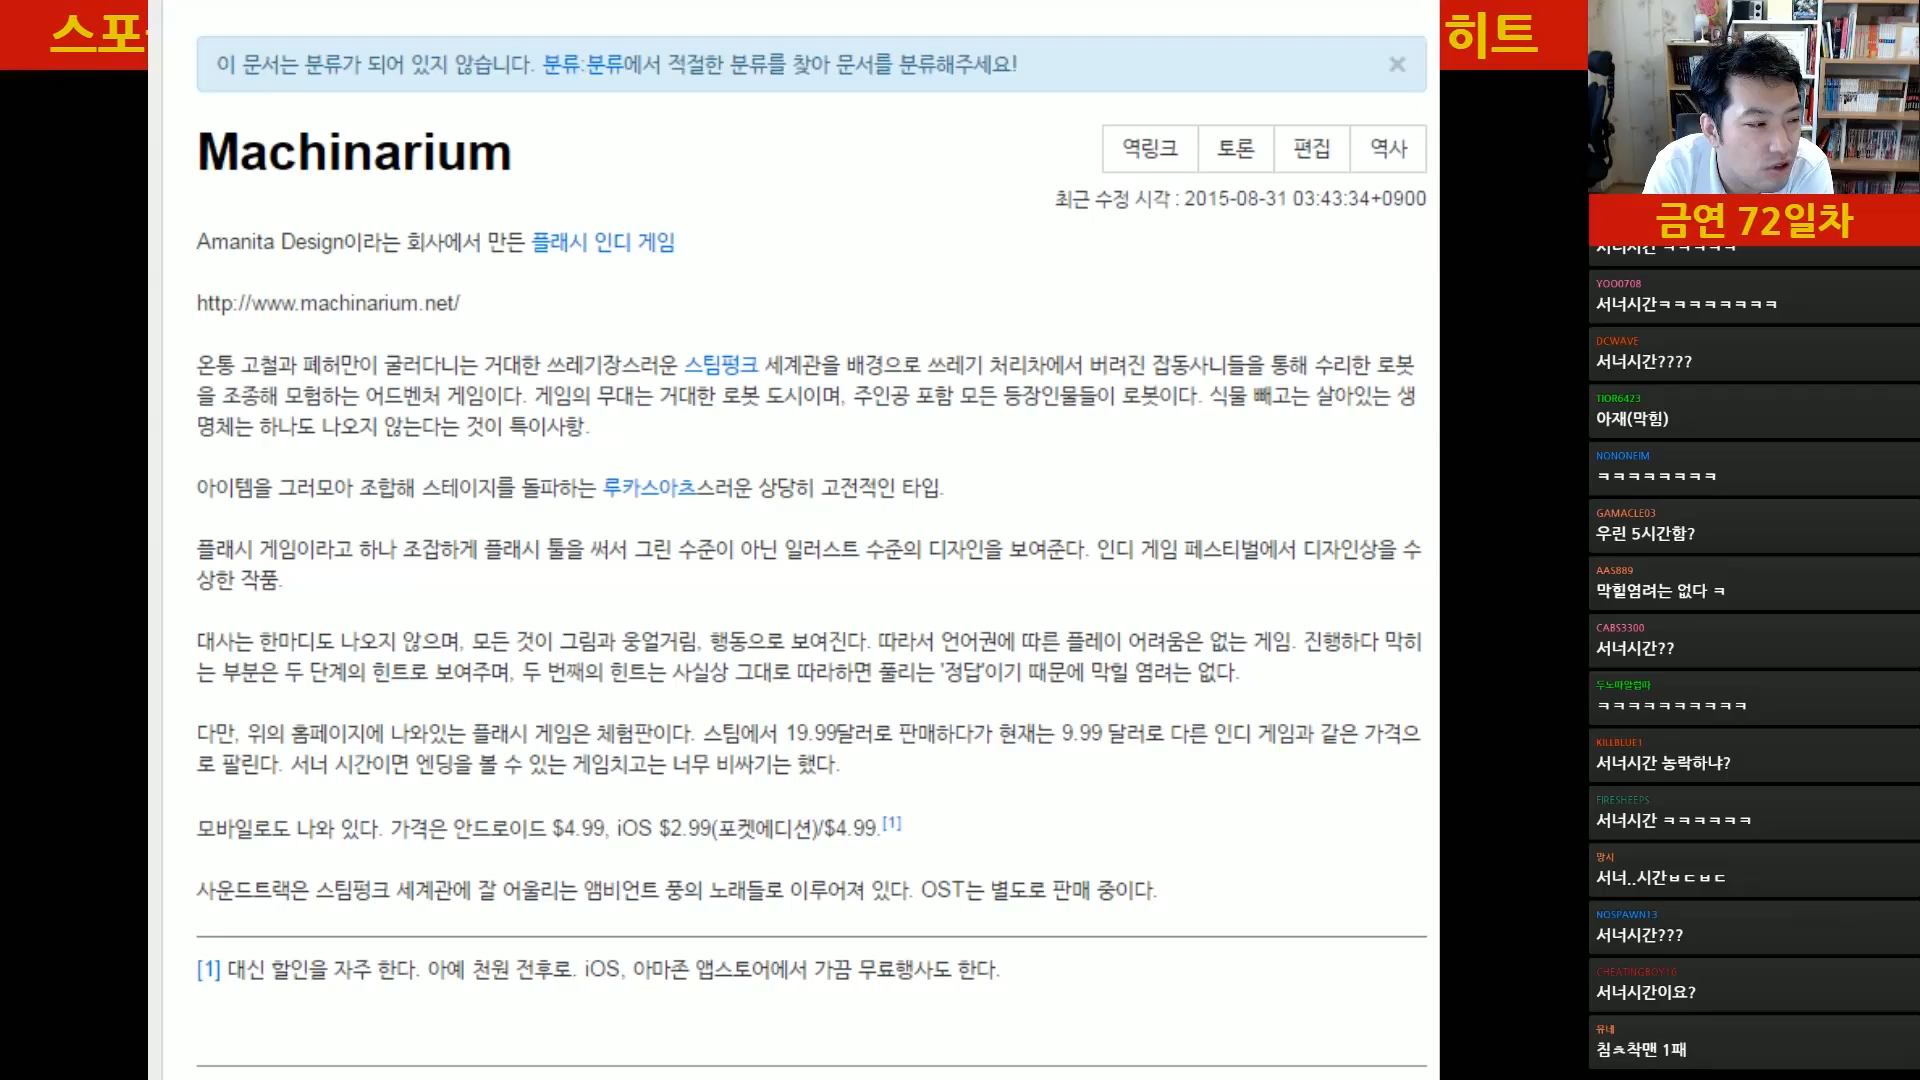 스포
히트
이 문서는 분류가 되어 있지 않습니다. 분류:분류에서 적절한 분류를 찾아 문서를 분류해주세요!
×
Machinarium
역링크 토론 편집 역사
최근 수정 시각 : 2015-08-31 03:43:34+0900
Amanita Design이라는 회사에서 만든 플래시 인디 게임
http://www.machinarium.net/
온통 고철과 폐허만이 굴러다니는 거대한 쓰레기장스러운 스팀펑크 세계관을 배경으로 쓰레기 처리차에서 버려진 잡동사니들을 통해 수리한 로봇
을 조종해 모험하는 어드벤처 게임이다. 게임의 무대는 거대한 로봇 도시이며, 주인공 포함 모든 등장인물들이 로봇이다. 식물 빼고는 살아있는 생
명체는 하나도 나오지 않는다는 것이 특이사항.
아이템을 그러모아 조합해 스테이지를 돌파하는 루카스아츠스러운 상당히 고전적인 타입.
플래시 게임이라고 하나 조잡하게 플래시 툴을 써서 그린 수준이 아닌 일러스트 수준의 디자인을 보여준다. 인디 게임 페스티벌에서 디자인상을 수
상한 작품.
대사는 한마디도 나오지 않으며, 모든 것이 그림과 웅얼거림, 행동으로 보여진다. 따라서 언어권에 따른 플레이 어려움은 없는 게임. 진행하다 막히
는 부분은 두 단계의 힌트로 보여주며, 두 번째의 힌트는 사실상 그대로 따라하면 풀리는 '정답'이기 때문에 막힐 염려는 없다.
다만, 위의 홈페이지에 나와있는 플래시 게임은 체험판이다. 스팀에서 19.99달러로 판매하다가 현재는 9.99 달러로 다른 인디 게임과 같은 가격으
로 팔린다. 서너 시간이면 엔딩을 볼 수 있는 게임치고는 너무 비싸기는 했다.
모바일로도 나와 있다. 가격은 안드로이드 $4.99, iOS $2.99(포켓에디션)/$4.99.[1]
사운드트랙은 스팀펑크 세계관에 잘 어울리는 앰비언트 풍의 노래들로 이루어져 있다. OST는 별도로 판매 중이다.
[1] 대신 할인을 자주 한다. 아예 천원 전후로. iOS, 아마존 앱스토어에서 가끔 무료행사도 한다.
금연 72일차
서너시간 ㅋㅋㅋㅋㅋ
YOO0708
서너시간ㅋㅋㅋㅋㅋㅋㅋㅋ
DCWAVE
서너시간????
TIOR6423
아재(막힘)
NONONEIM
ㅋㅋㅋㅋㅋㅋㅋㅋ
GAMACLE03
우린 5시간함?
AAS889
막힐염려는 없다 ㅋ
CABS3300
서너시간??
ㅋㅋㅋㅋㅋㅋㅋㅋㅋㅋ
KILLBLUE1
서너시간 농락하냐?
FIRESHEEPS
서너시간 ㅋㅋㅋㅋㅋㅋ
망시
서너..시간ㅂㄷㅂㄷ
NOSPAWN13
서너시간???
CHEATINGBOY16
서너시간이요?
유네
침ㅊ착맨 1패